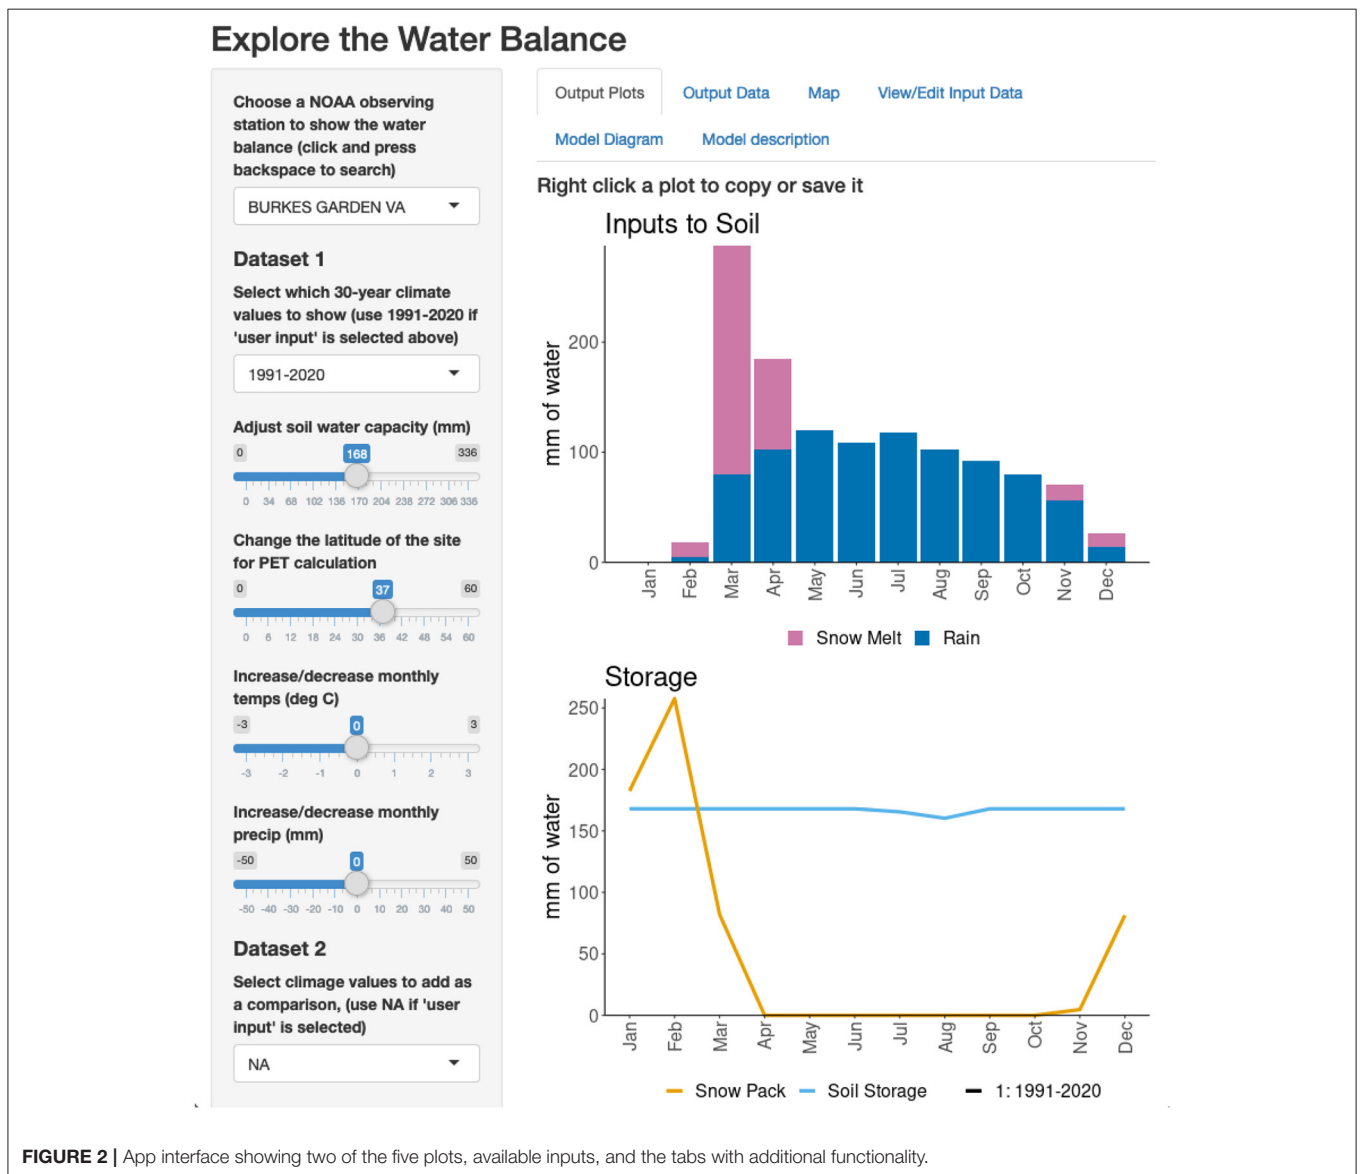 Explore the Water Balance
Choose a NOAA observing
station to show the water
balance (click and press
backspace to search)
BURKES GARDEN VA
Dataset 1
Select which 30-year climate
values to show (use 1991-2020 if
'user input' is selected above)
1991-2020
Adjust soil water capacity (mm)
0 168 336
0 34 68 102 136 170 204 238 272 306 336
Change the latitude of the site
for PET calculation
0 37 60
0 6 12 18 24 30 36 42 48 54 60
Increase/decrease monthly
temps (deg C)
-3 0 3
-3 -2 -1 0 1 2 3
Increase/decrease monthly
precip (mm)
-50 0 50
-50 -40 -30 -20 -10 0 10 20 30 40 50
Dataset 2
Select climage values to add as
a comparison, (use NA if 'user
input' is selected)
NA
Output Plots Output Data Map View/Edit Input Data
Model Diagram Model description
Right click a plot to copy or save it
Inputs to Soil
mm of water
200
100
0
Jan Feb Mar Apr May Jun Jul Aug Sep Oct Nov Dec
Snow Melt Rain
Storage
mm of water
250
200
150
100
50
0
Jan Feb Mar Apr May Jun Jul Aug Sep Oct Nov Dec
Snow Pack Soil Storage 1: 1991-2020
FIGURE 2 | App interface showing two of the five plots, available inputs, and the tabs with additional functionality.